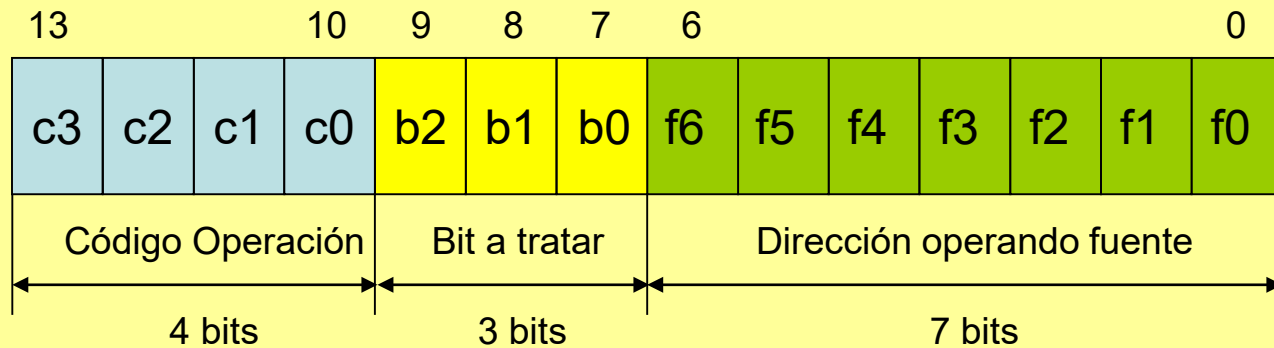 13 10 9 8 7 6 0
c3 c2 c1 c0 b2 b1 b0 f6 f5 f4 f3 f2 f1 f0
Código Operación Bit a tratar Dirección operando fuente
4 bits 3 bits 7 bits